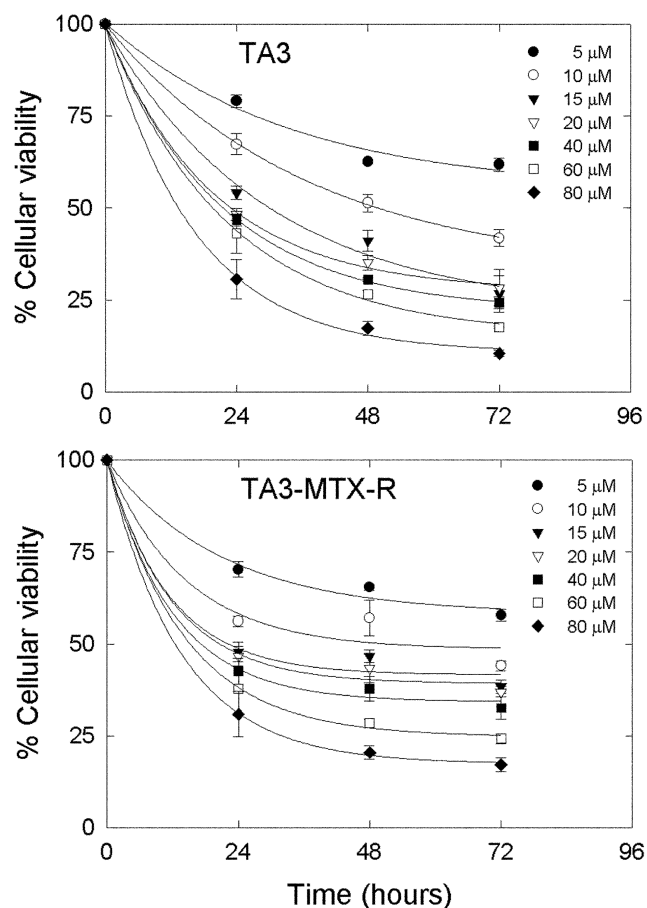 TA3
100
75
50
25
0
% Cellular viability
5 μM
10 μM
15 μM
20 μM
40 μM
60 μM
80 μM
0 24 48 72 96
TA3-MTX-R
100
75
50
25
0
% Cellular viability
5 μM
10 μM
15 μM
20 μM
40 μM
60 μM
80 μM
0 24 48 72 96
Time (hours)